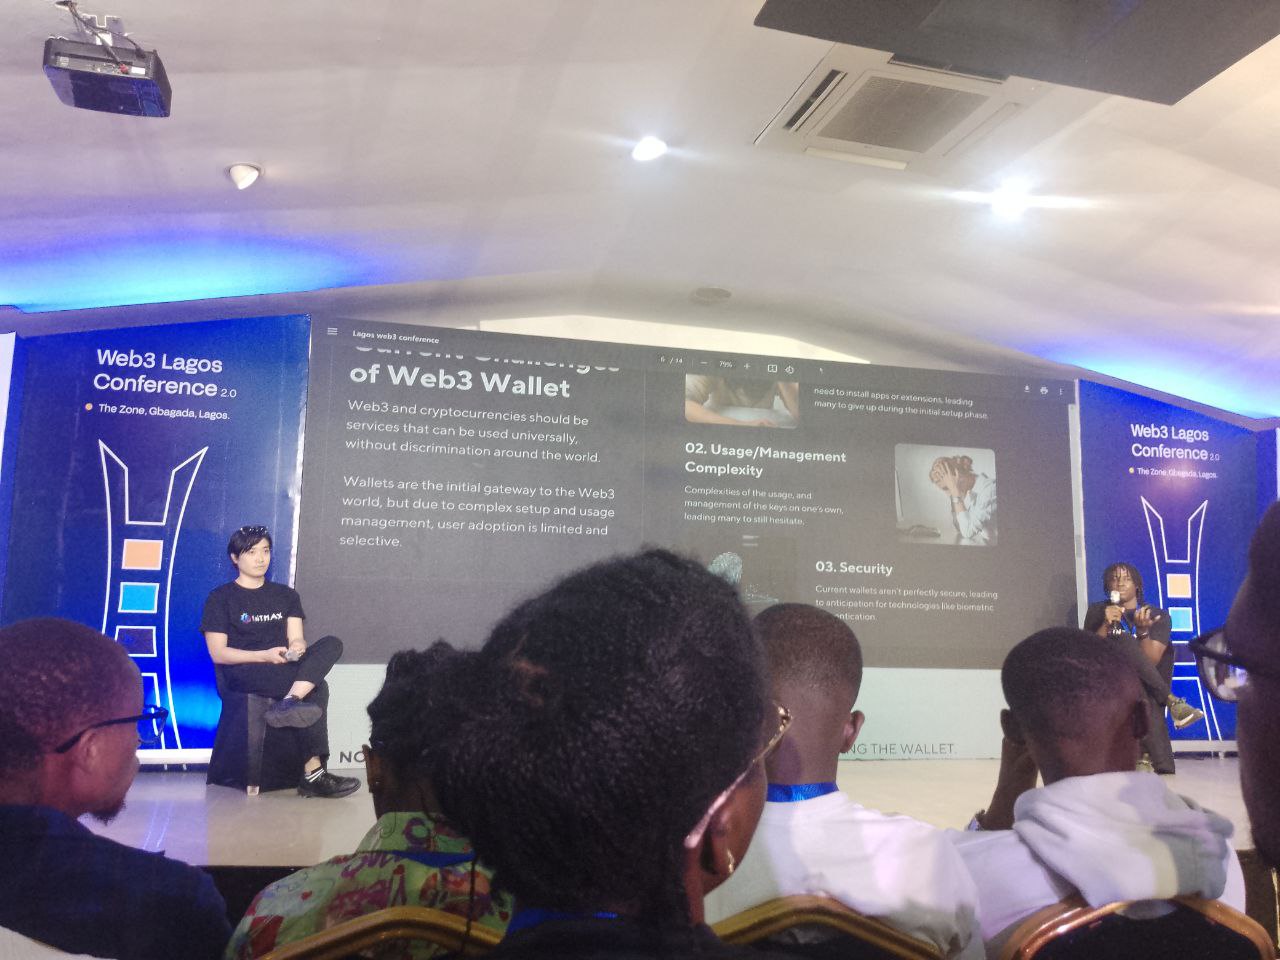 Web3 Lagos
Conference 2.0
The Zone, Gbagada, Lagos.
INTMAX
Lagos web3 conference
6 / 14
79%
Current Challenges
of Web3 Wallet
Web3 and cryptocurrencies should be
services that can be used universally,
without discrimination around the world.
Wallets are the initial gateway to the Web3
world, but due to complex setup and usage
management, user adoption is limited and
selective.
need to install apps or extensions, leading
many to give up during the initial setup phase.
02. Usage/Management
Complexity
Complexities of the usage, and
management of the keys on one's own,
leading many to still hesitate.
03. Security
Current wallets aren't perfectly secure, leading
to anticipation for technologies like biometric
THE WALLET.
Web3 Lagos
Conference 2.0
The Zone, Gbagada, Lagos.